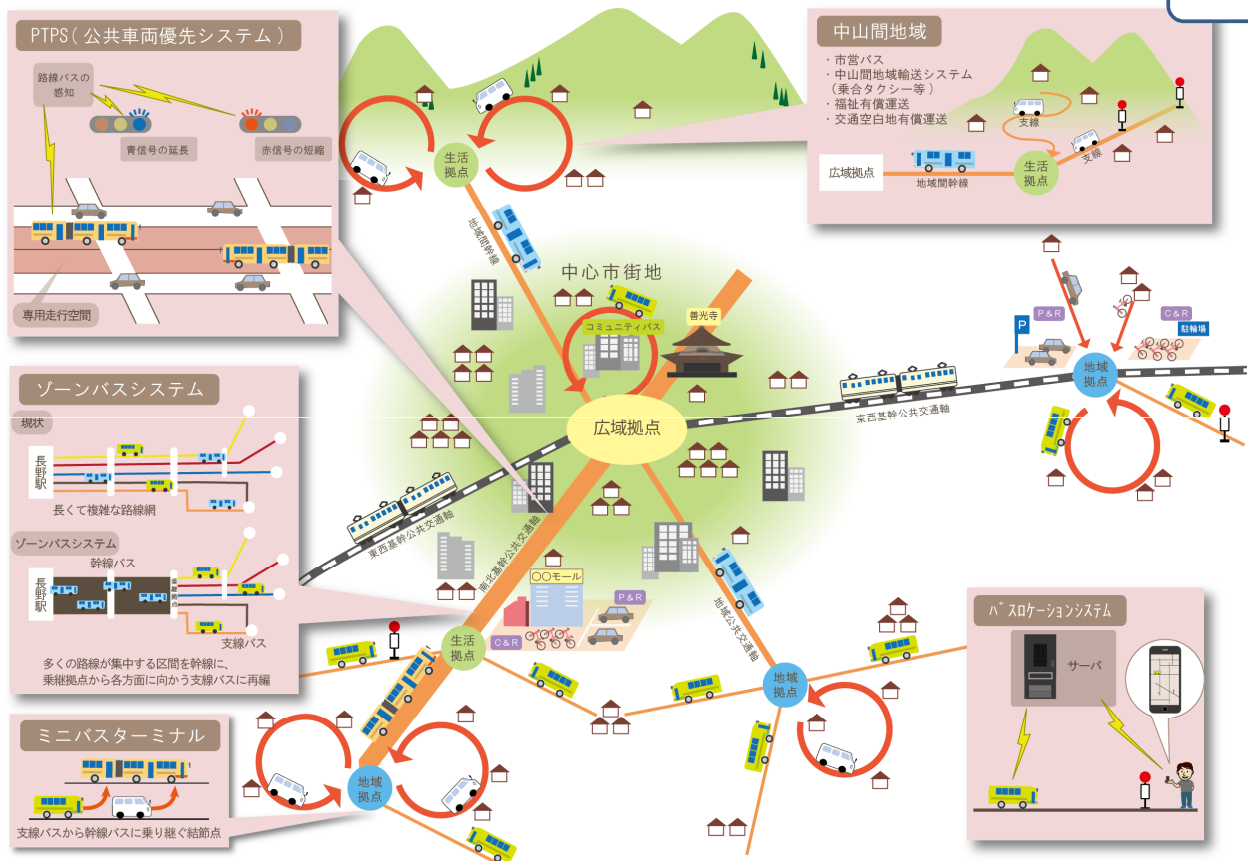 PTPS(公共車両優先システム)
路線バスの
感知
青信号の延長
赤信号の短縮
専用走行空間
中山間地域
・市営バス
・中山間地域輸送システム
(乗合タクシー等)
・福祉有償運送
・交通空白地有償運送
支線
支線
広域拠点
地域間幹線
生活
拠点
生活
拠点
地域間幹線
中心市街地
コミュニティバス
善光寺
広域拠点
東西基幹公共交通軸
P&R
C&R
P
駐輪場
地域
拠点
東西基幹公共交通軸
南北基幹公共交通軸
ゾーンバスシステム
現状
長野駅
長くて複雑な路線網
ゾーンバスシステム
幹線バス
長野駅
乗継拠点
支線バス
多くの路線が集中する区間を幹線に、
乗継拠点から各方面に向かう支線バスに再編
〇〇モール
P&R
C&R
生活
拠点
地域公共交通軸
地域
拠点
ミニバスターミナル
支線バスから幹線バスに乗り継ぐ結節点
地域
拠点
バスロケーションシステム
サーバ